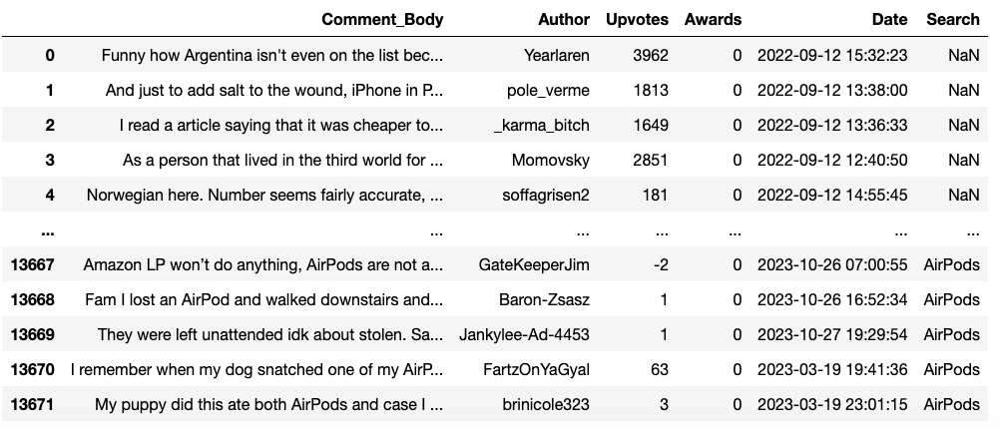 Comment_Body Author Upvotes Awards Date Search
0 Funny how Argentina isn't even on the list bec... Yearlaren 3962 0 2022-09-12 15:32:23 NaN
1 And just to add salt to the wound, iPhone in P... pole_verme 1813 0 2022-09-12 13:38:00 NaN
2 I read a article saying that it was cheaper to... _karma_bitch 1649 0 2022-09-12 13:36:33 NaN
3 As a person that lived in the third world for ... Momovsky 2851 0 2022-09-12 12:40:50 NaN
4 Norwegian here. Number seems fairly accurate, ... soffagrisen2 181 0 2022-09-12 14:55:45 NaN
... ... ... ... ... ... ...
13667 Amazon LP won’t do anything, AirPods are not a... GateKeeperJim -2 0 2023-10-26 07:00:55 AirPods
13668 Fam I lost an AirPod and walked downstairs and... Baron-Zsasz 1 0 2023-10-26 16:52:34 AirPods
13669 They were left unattended idk about stolen. Sa... Jankylee-Ad-4453 1 0 2023-10-27 19:29:54 AirPods
13670 I remember when my dog snatched one of my AirP... FartzOnYaGyal 63 0 2023-03-19 19:41:36 AirPods
13671 My puppy did this ate both AirPods and case I ... brinicole323 3 0 2023-03-19 23:01:15 AirPods